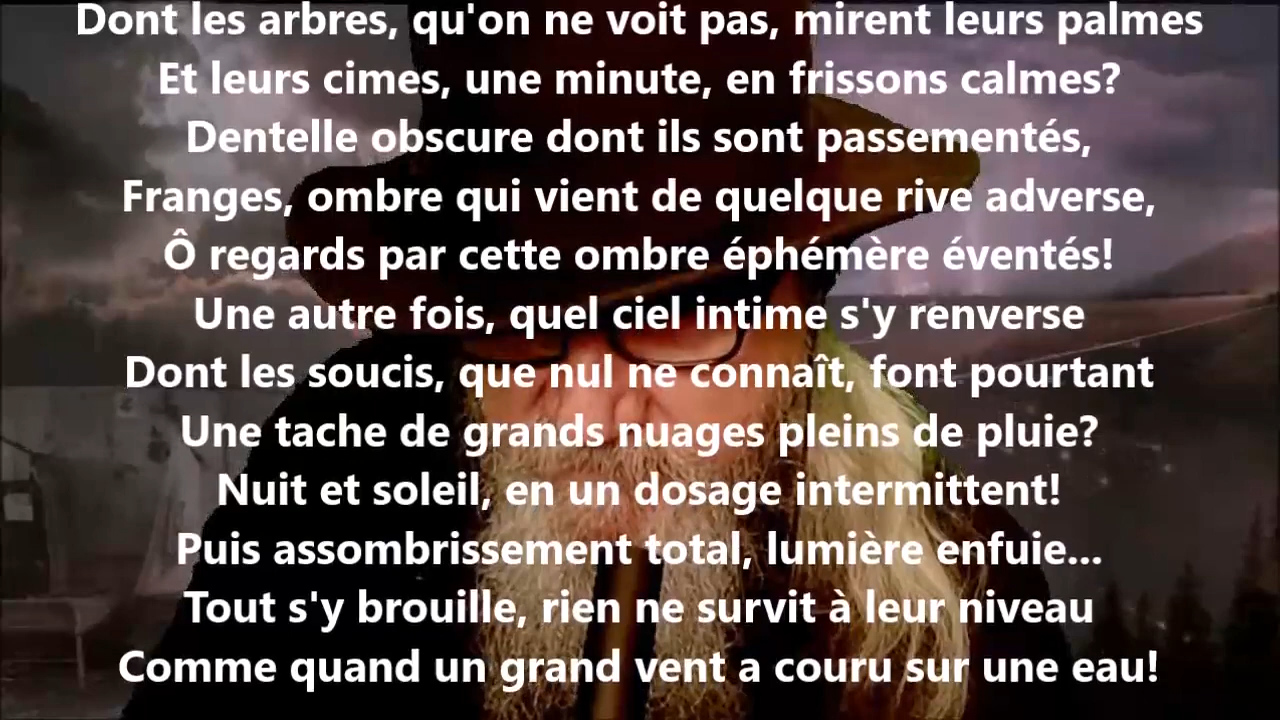 Dont les arbres, qu'on ne voit pas, mirent leurs palmes
Et leurs cimes, une minute, en frissons calmes?
Dentelle obscure dont ils sont passementés,
Franges, ombre qui vient de quelque rive adverse,
Ô regards par cette ombre éphémère éventés!
Une autre fois, quel ciel intime s'y renverse
Dont les soucis, que nul ne connaît, font pourtant
Une tache de grands nuages pleins de pluie?
Nuit et soleil, en un dosage intermittent!
Puis assombrissement total, lumière enfuie...
Tout s'y brouille, rien ne survit à leur niveau
Comme quand un grand vent a couru sur une eau!